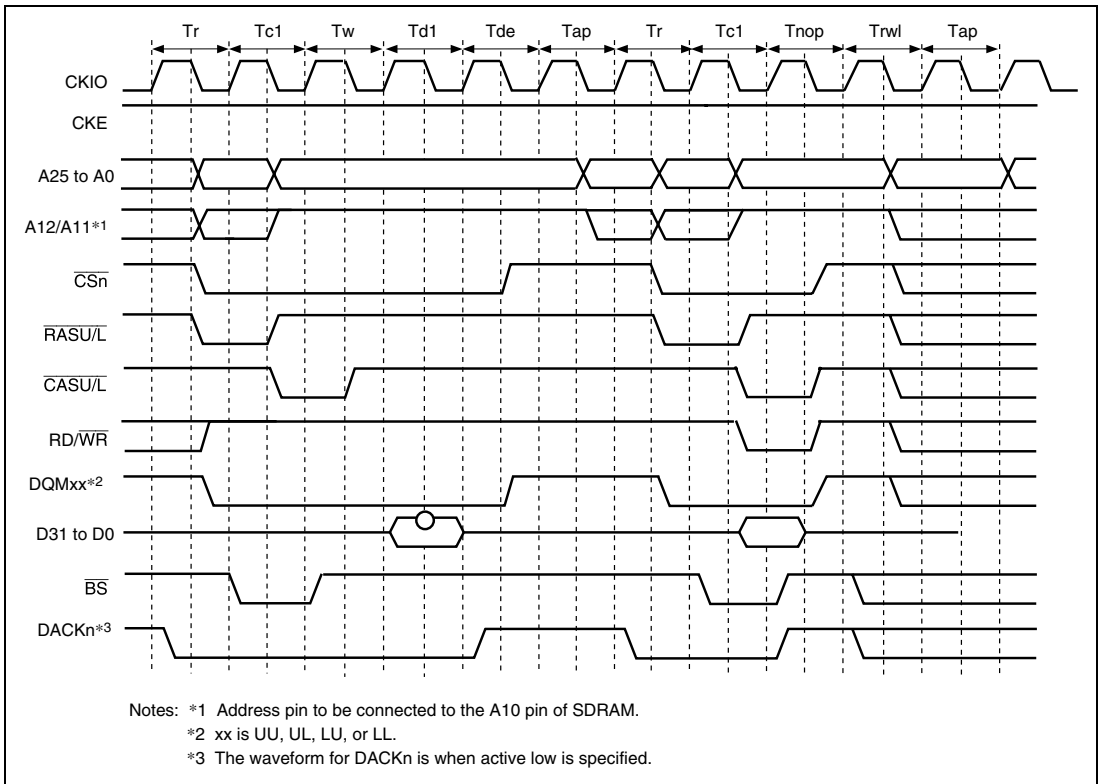 Tr Tc1 Tw Td1 Tde Tap Tr Tc1 Tnop Trwl Tap
CKIO
CKE
A25 to A0
A12/A11*1
CSn
RASU/L
CASU/L
RD/WR
DQMxx*2
D31 to D0
BS
DACKn*3
Notes: *1 Address pin to be connected to the A10 pin of SDRAM.
*2 xx is UU, UL, LU, or LL.
*3 The waveform for DACKn is when active low is specified.